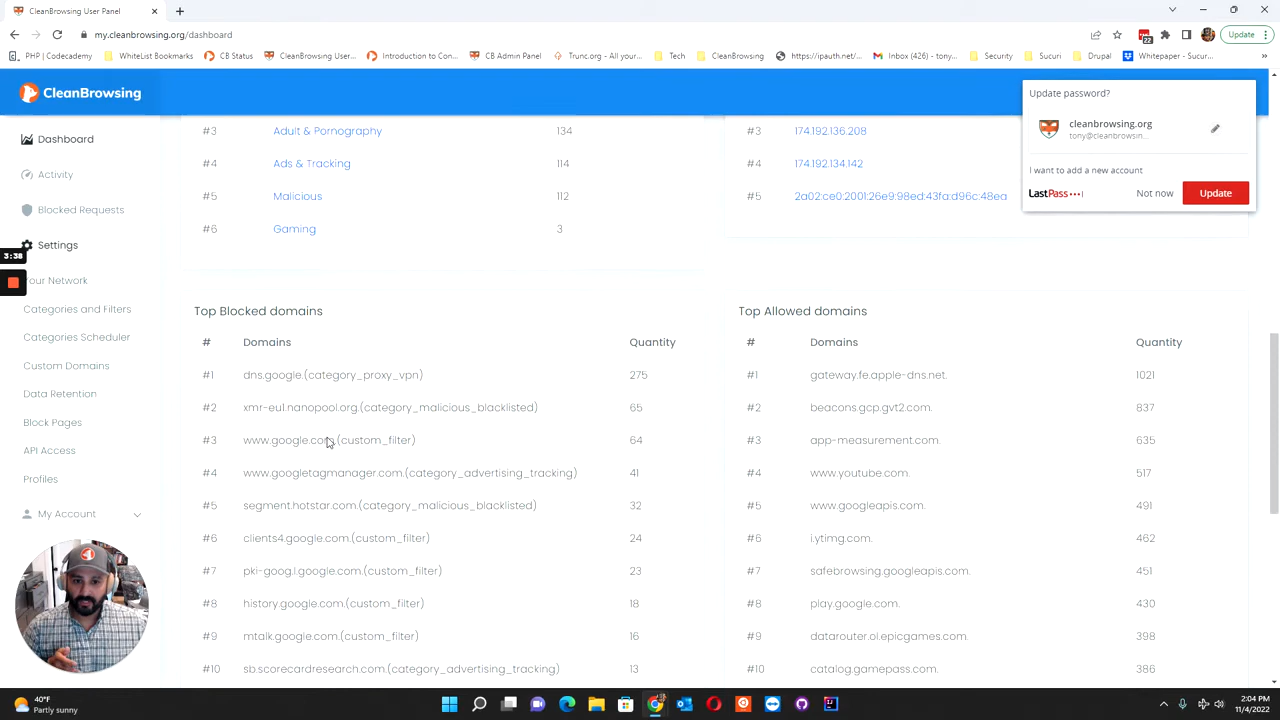 CleanBrowsing User Panel
my.cleanbrowsing.org/dashboard
Update
PHP | Codecademy
WhiteList Bookmarks
CB Status
CleanBrowsing User...
Introduction to Con...
CB Admin Panel
Trunc.org - All your...
Tech
CleanBrowsing
https://ipauth.net/...
Inbox (426) - tony...
Security
Sucuri
Drupal
Whitepaper - Sucur...
22
CleanBrowsing
Update password?
cleanbrowsing.org
tony@cleanbrowsin...
I want to add a new account
LastPass
Not now
Update
Dashboard
Activity
Blocked Requests
Settings
3:38
Your Network
Categories and Filters
Categories Scheduler
Custom Domains
Data Retention
Block Pages
API Access
Profiles
My Account
#3 Adult & Pornography 134
#4 Ads & Tracking 114
#5 Malicious 112
#6 Gaming 3
#3 174.192.136.208
#4 174.192.134.142
#5 2a02:ce0:2001:26e9:98ed:43fa:d96c:48ea
Top Blocked domains
# Domains Quantity
#1 dns.google.(category_proxy_vpn) 275
#2 xmr-eu1.nanopool.org.(category_malicious_blacklisted) 65
#3 www.google.com.(custom_filter) 64
#4 www.googletagmanager.com.(category_advertising_tracking) 41
#5 segment.hotstar.com.(category_malicious_blacklisted) 32
#6 clients4.google.com.(custom_filter) 24
#7 pki-goog.l.google.com.(custom_filter) 23
#8 history.google.com.(custom_filter) 18
#9 mtalk.google.com.(custom_filter) 16
#10 sb.scorecardresearch.com.(category_advertising_tracking) 13
Top Allowed domains
# Domains Quantity
#1 gateway.fe.apple-dns.net. 1021
#2 beacons.gcp.gvt2.com. 837
#3 app-measurement.com. 635
#4 www.youtube.com. 517
#5 www.googleapis.com. 491
#6 i.ytimg.com. 462
#7 safebrowsing.googleapis.com. 451
#8 play.google.com. 430
#9 datarouter.ol.epicgames.com. 398
#10 catalog.gamepass.com. 386
40°F
Partly sunny
2:04 PM
11/4/2022